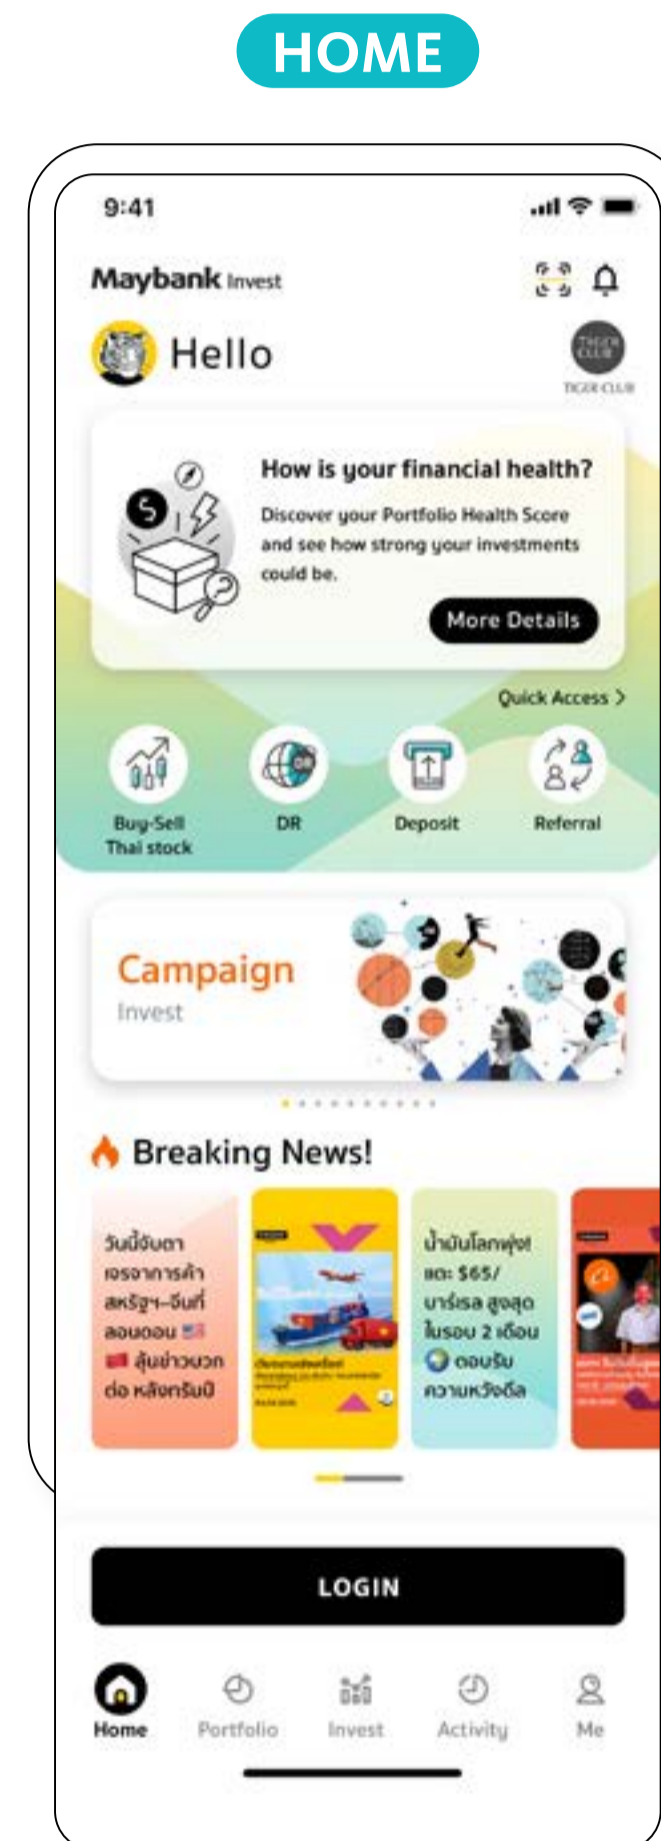 HOME
9:41
Maybank Invest
Hello
TIGER CLUB
TIGER CLUB
How is your financial health?
Discover your Portfolio Health Score
and see how strong your investments
could be.
More Details
Quick Access >
Buy-Sell
Thai stock
DR
DR
Deposit
Referral
Campaign
Invest
Breaking News!
วันนี้จับตา
เจรจาการค้า
สหรัฐฯ–จีนที่
ลอนดอน 🇺🇸
🇨🇳 ลุ้นข่าวบวก
ต่อ หลังทรัมป์
น้ำมันโลกพุ่ง!
แตะ $65/
บาร์เรล สูงสุด
ในรอบ 2 เดือน
🌍 ตอบรับ
ความหวังดีล
LOGIN
Home
Portfolio
Invest
Activity
Me